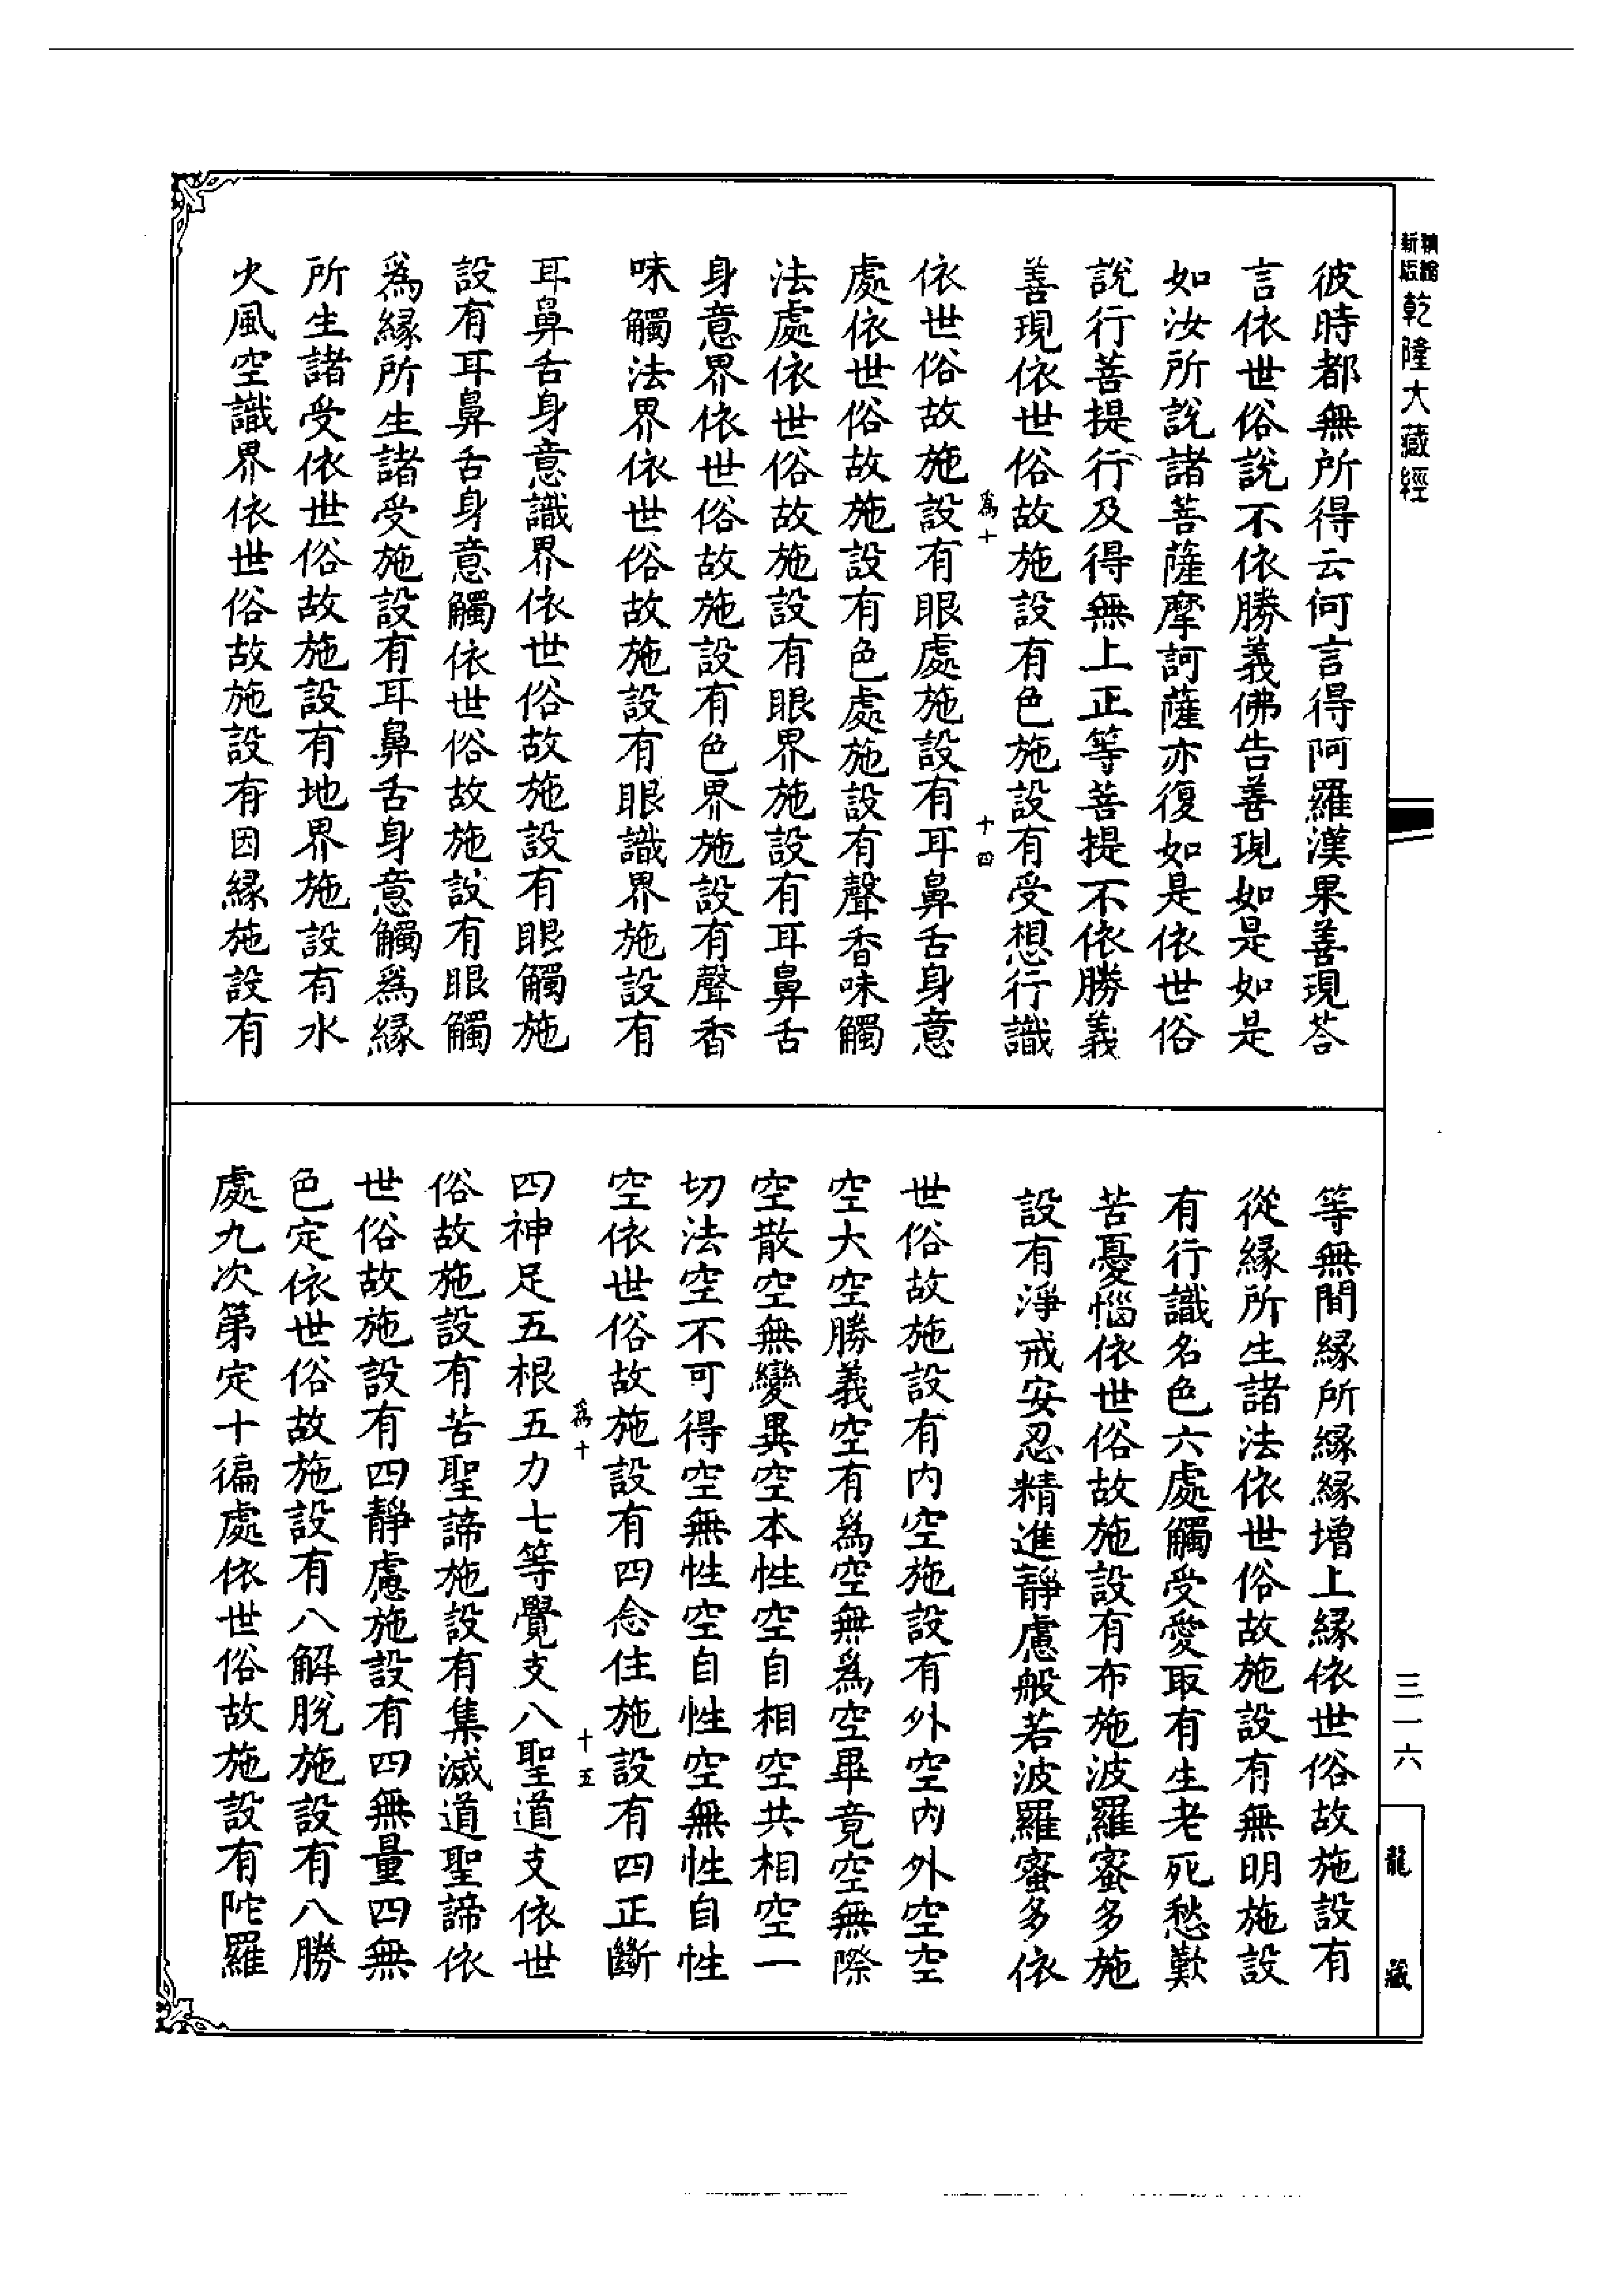 精繪
新版
乾隆大藏經
彼時都無所得云何言得阿羅漢果善現荅
言依世俗說不依勝義佛告善現如是如是
如汝所說諸菩薩摩訶薩亦復如是依世俗
說行菩提行及得無上正等菩提不依勝義
善現依世俗故施設有色施設有受想行識
爲十
十四
依世俗故施設有眼處施設有耳鼻舌身意
處依世俗故施設有色處施設有聲香味觸
法處依世俗故施設有眼界施設有耳鼻舌
身意界依世俗故施設有色界施設有聲香
味觸法界依世俗故施設有眼識界施設有
耳鼻舌身意識界依世俗故施設有眼觸施
設有耳鼻舌身意觸依世俗故施設有眼觸
爲緣所生諸受施設有耳鼻舌身意觸爲緣
所生諸受依世俗故施設有地界施設有水
火風空識界依世俗故施設有因緣施設有
等無間緣所緣緣增上緣依世俗故施設有
從緣所生諸法依世俗故施設有無明施設
有行識名色六處觸受愛取有生老死愁歎
苦憂惱依世俗故施設有布施波羅蜜多施
設有淨戒安忍精進靜慮般若波羅蜜多依
世俗故施設有内空施設有外空内外空空
空大空勝義空有爲空無爲空畢竟空無際
空散空無變異空本性空自相空共相空一
切法空不可得空無性空自性空無性自性
空依世俗故施設有四念住施設有四正斷
爲十
十五
四神足五根五力七等覺支八聖道支依世
俗故施設有苦聖諦施設有集滅道聖諦依
世俗故施設有四靜慮施設有四無量四無
色定依世俗故施設有八解脫施設有八勝
處九次第定十徧處依世俗故施設有陀羅
三一六
龍藏